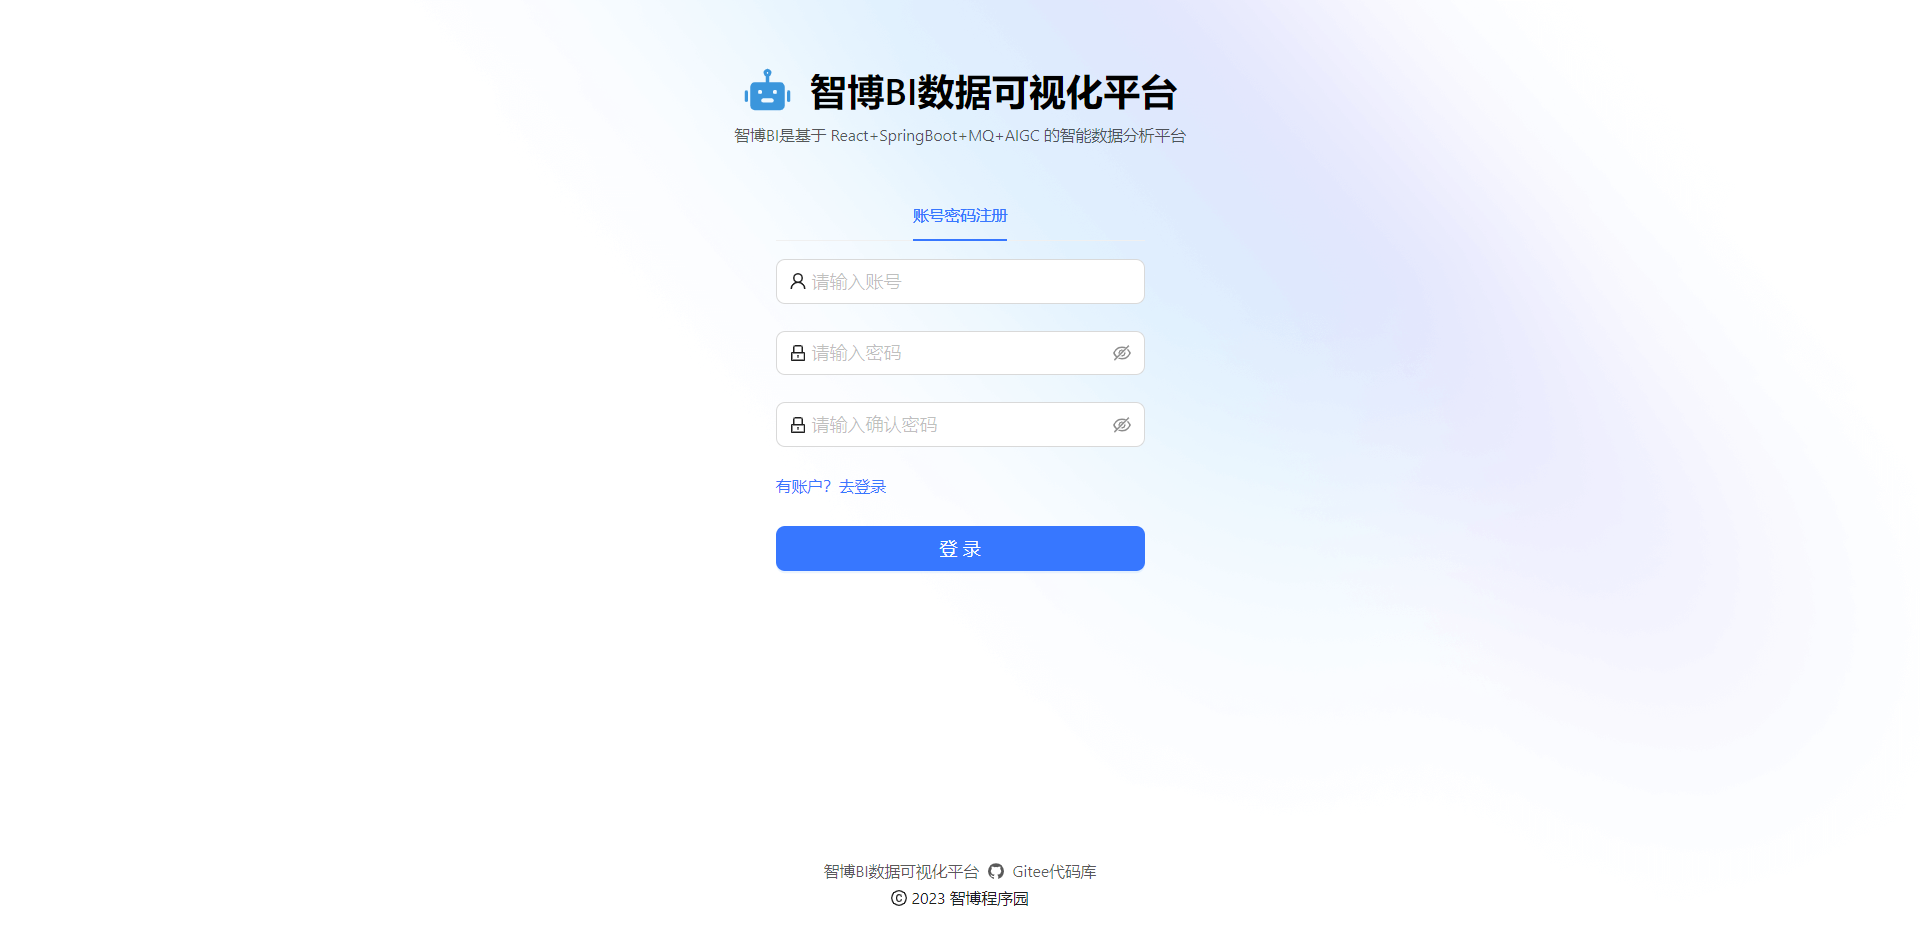 智博BI数据可视化平台
智博BI是基于 React+SpringBoot+MQ+AIGC 的智能数据分析平台
账号密码注册
请输入账号
请输入密码
请输入确认密码
有账户？去登录
登 录
智博BI数据可视化平台 Gitee代码库
© 2023 智博程序园